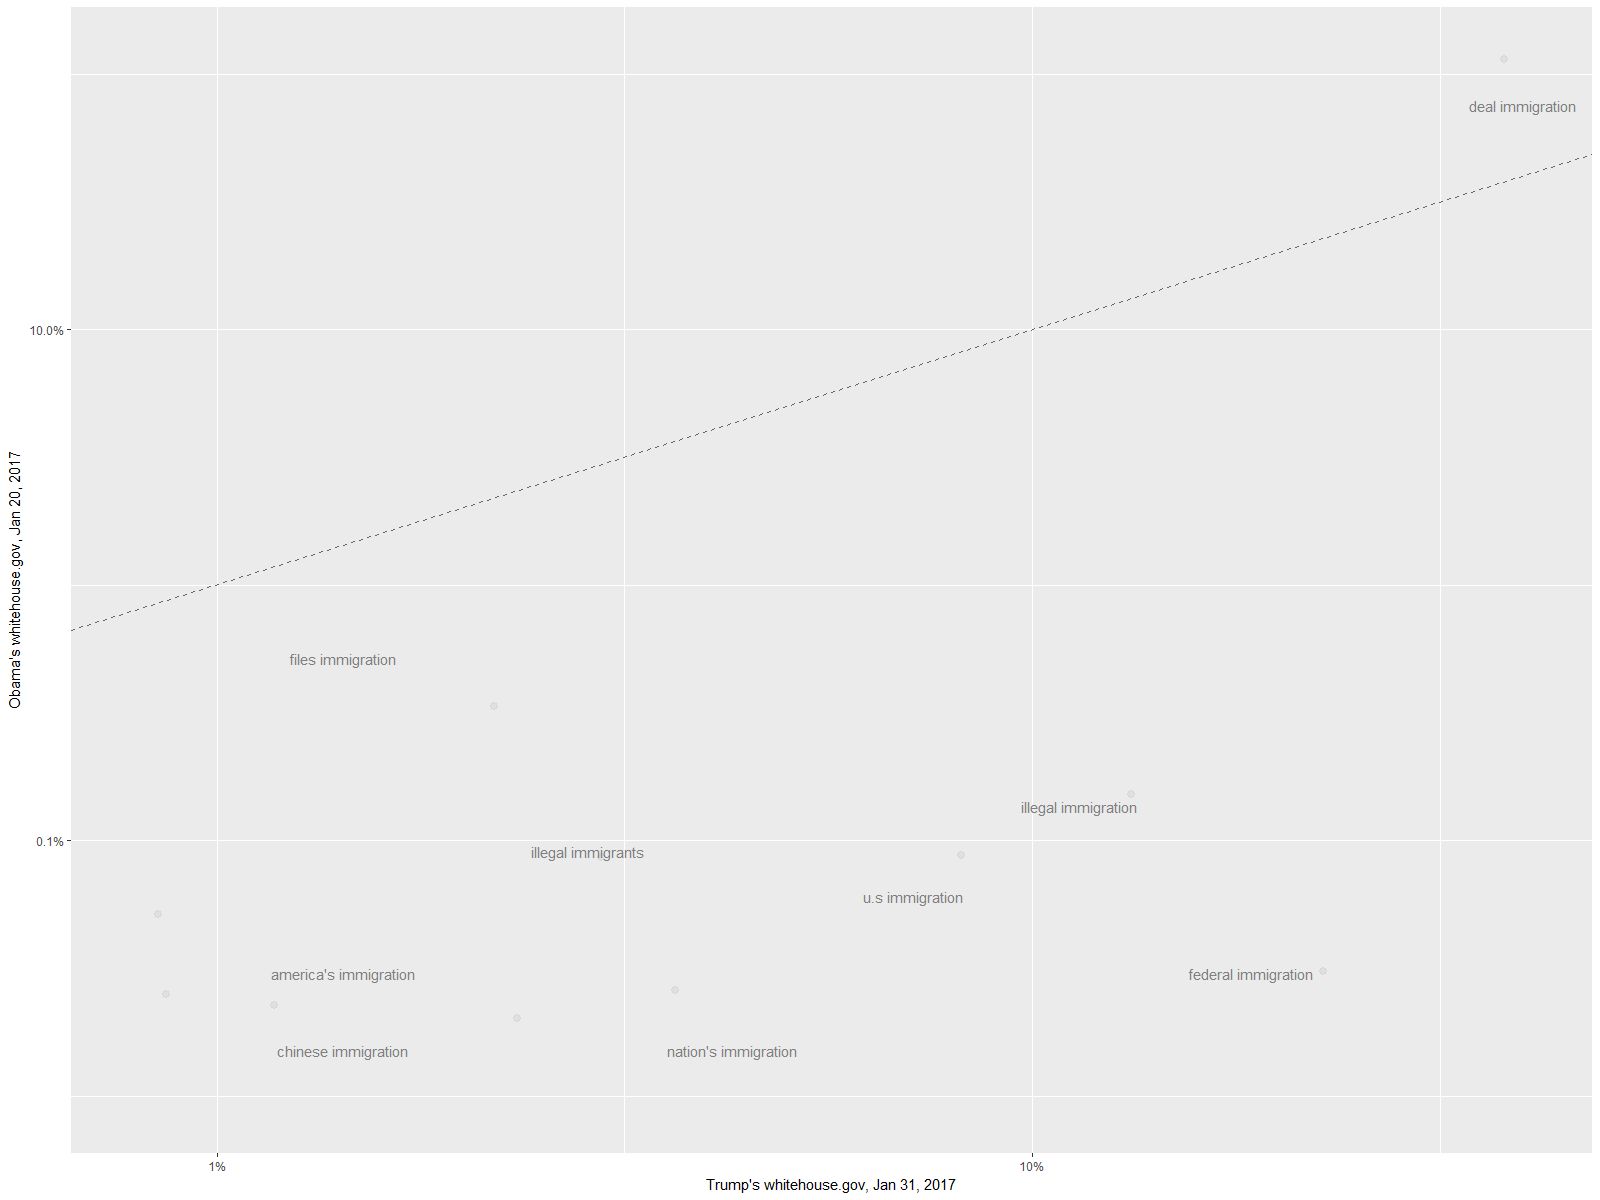 deal immigration
10.0%
files immigration
illegal immigration
0.1%
illegal immigrants
u.s immigration
america's immigration
federal immigration
chinese immigration
nation's immigration
1%
10%
Trump's whitehouse.gov, Jan 31, 2017
Obama's whitehouse.gov, Jan 20, 2017